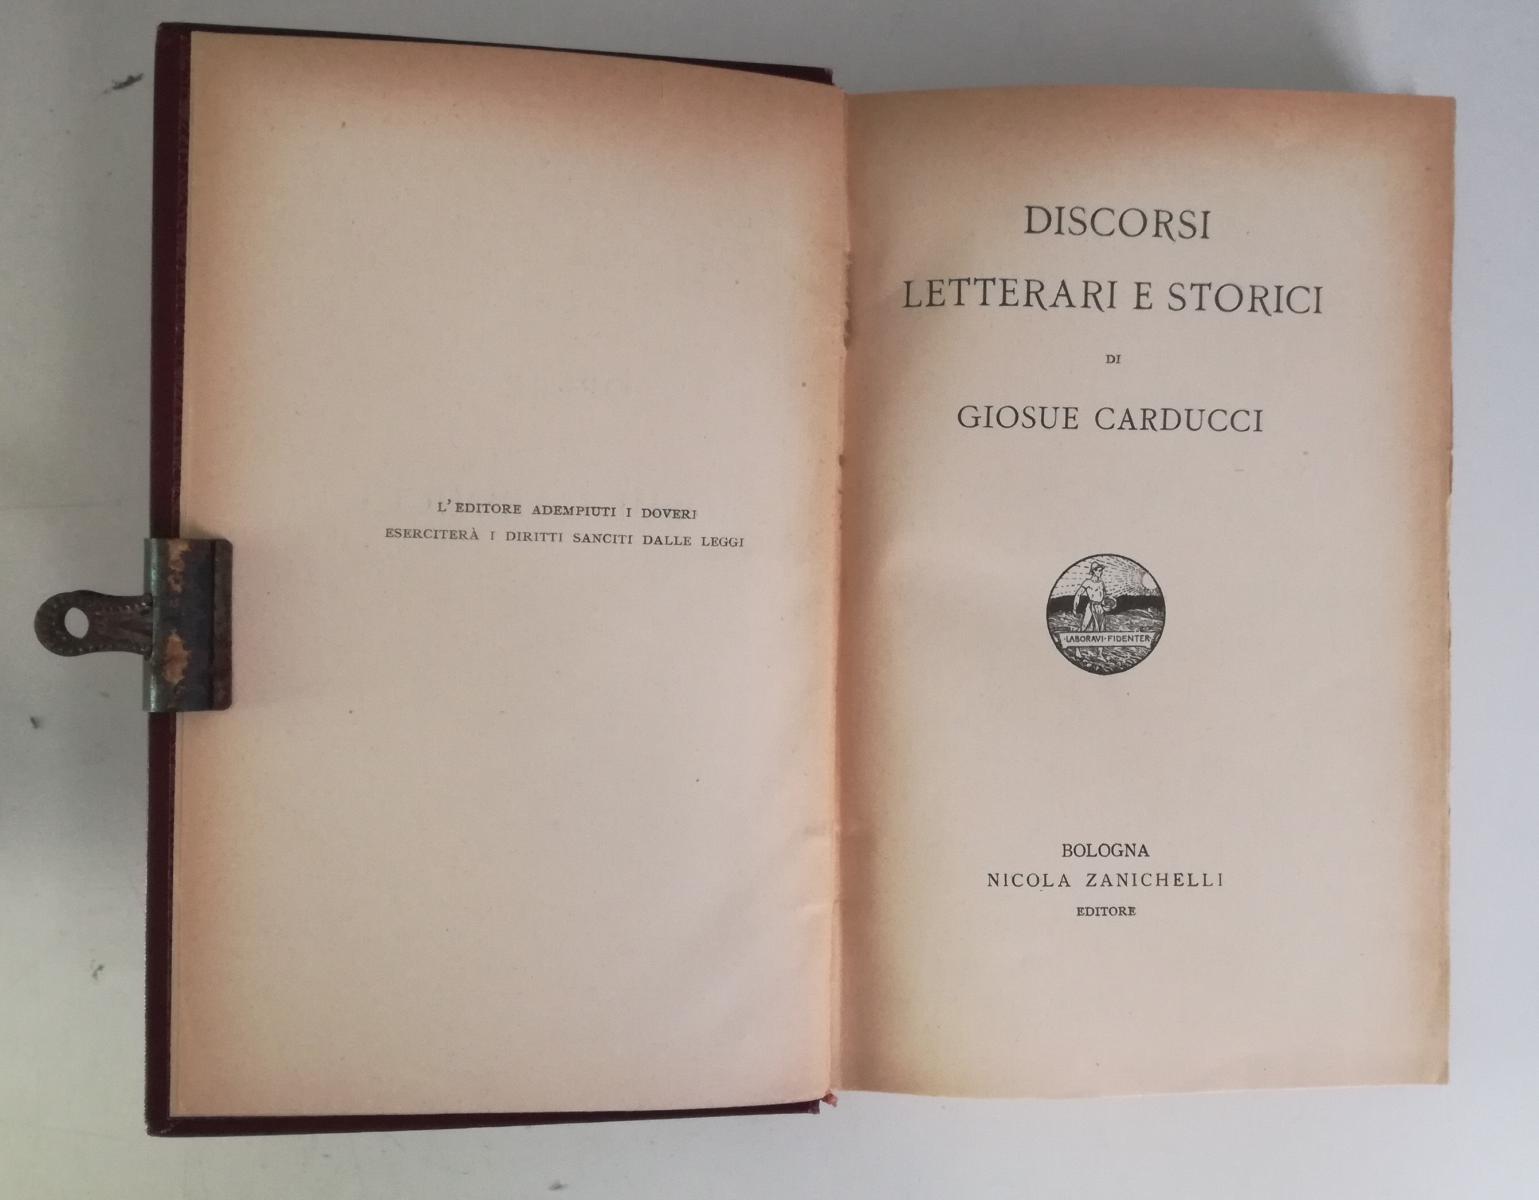 L' EDITORE ADEMPIUTI I DOVERI
ESERCITERÀ I DIRITTI SANCITI DALLE LEGGI
DISCORSI
LETTERARI E STORICI
DI
GIOSUE CARDUCCI
·LABORAVI·FIDENTER·
BOLOGNA
NICOLA ZANICHELLI
EDITORE